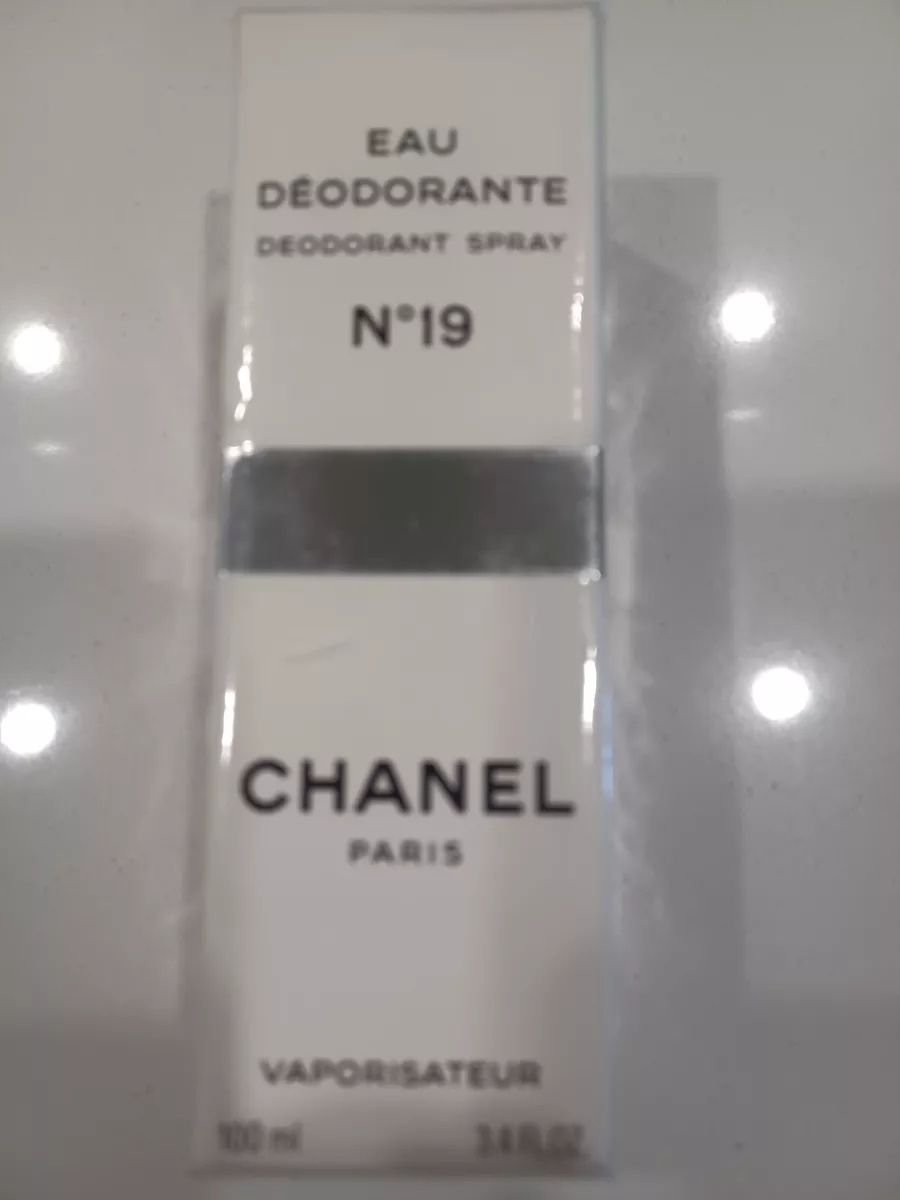 EAU
DÉODORANTE
DEODORANT SPRAY
N°19
CHANEL
PARIS
VAPORISATEUR
100 ml 3.4 FL.OZ.